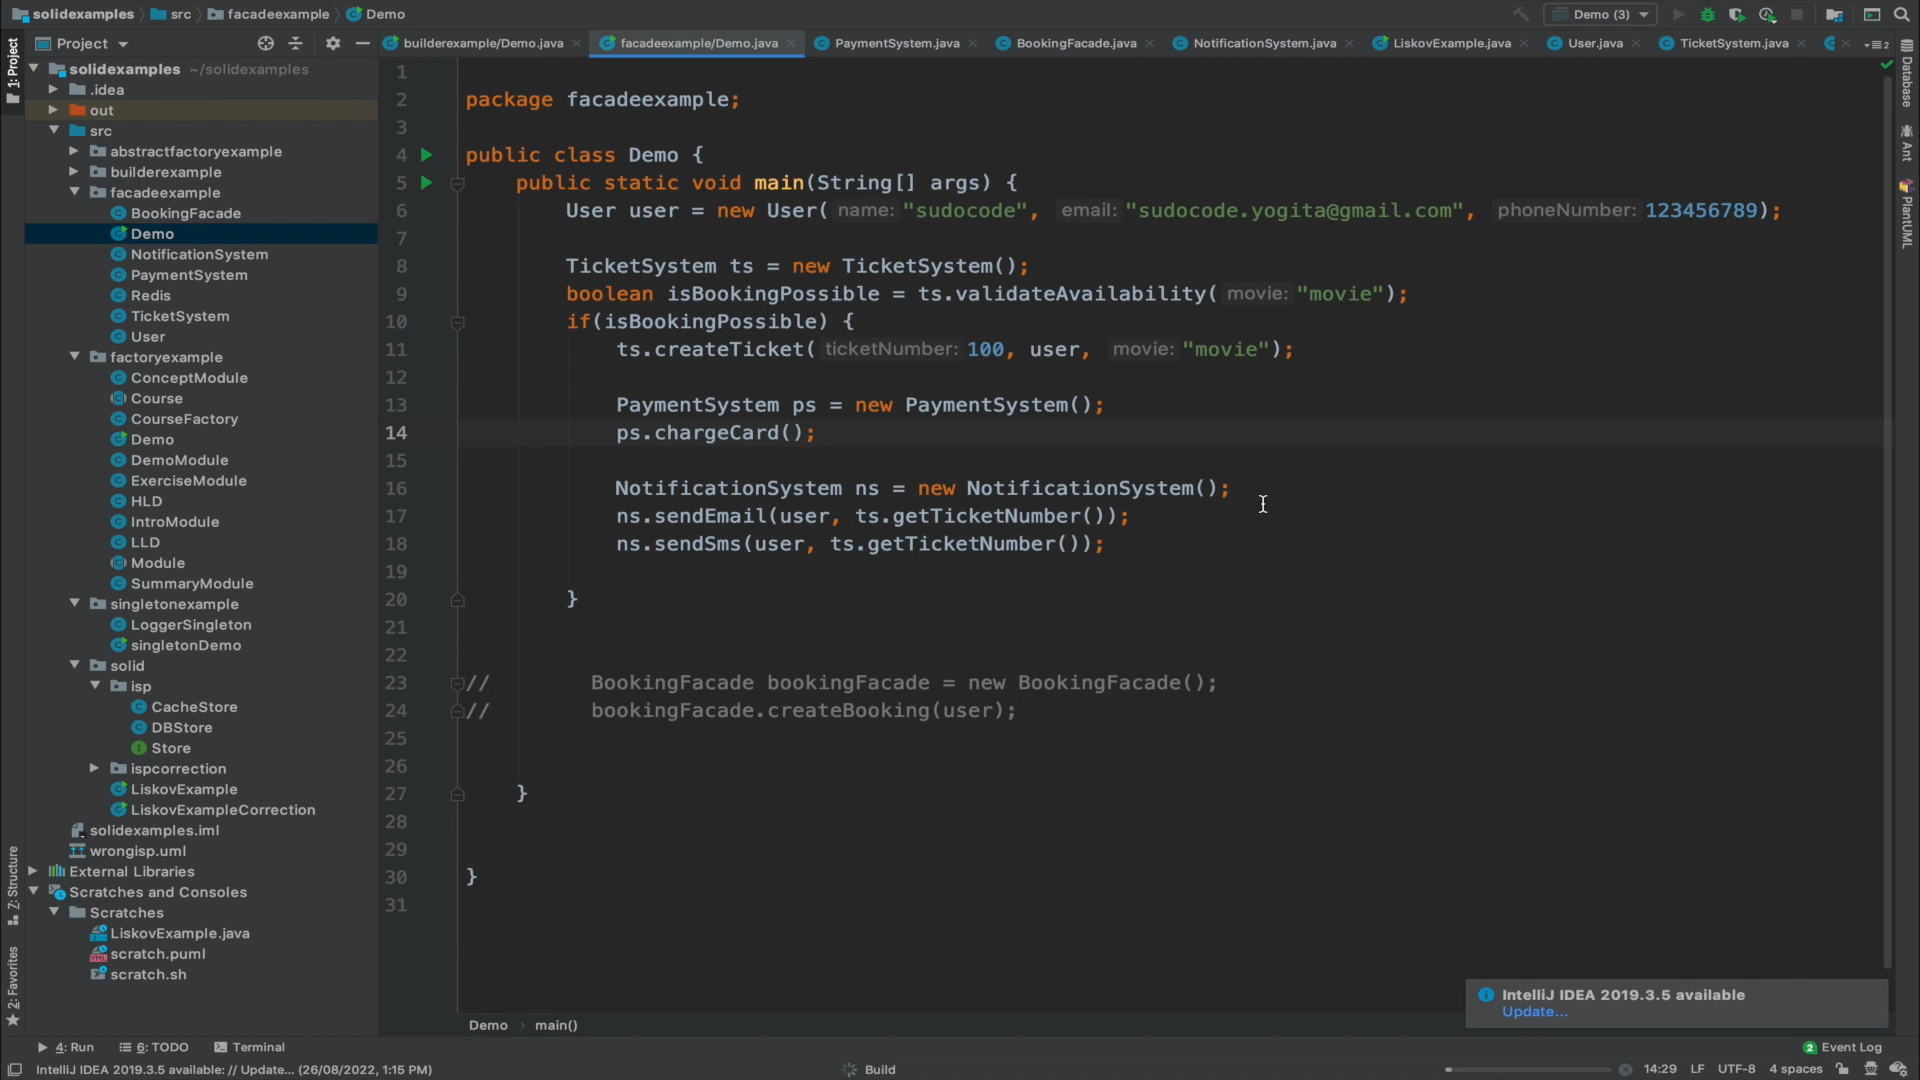 solidexamples src facadeexample Demo
Demo (3)
1: Project
Project
builderexample/Demo.java facadeexample/Demo.java PaymentSystem.java BookingFacade.java NotificationSystem.java LiskovExample.java User.java TicketSystem.java
2
solidexamples ~/solidexamples
.idea
out
src
abstractfactoryexample
builderexample
facadeexample
BookingFacade
Demo
NotificationSystem
PaymentSystem
Redis
TicketSystem
User
factoryexample
ConceptModule
Course
CourseFactory
Demo
DemoModule
ExerciseModule
HLD
IntroModule
LLD
Module
SummaryModule
singletonexample
LoggerSingleton
singletonDemo
solid
isp
CacheStore
DBStore
Store
ispcorrection
LiskovExample
LiskovExampleCorrection
solidexamples.iml
wrongisp.uml
External Libraries
Scratches and Consoles
Scratches
LiskovExample.java
scratch.puml
scratch.sh
Z: Structure
2: Favorites
1
2 package facadeexample;
3
4 public class Demo {
5 public static void main(String[] args) {
6 User user = new User( name: "sudocode", email: "sudocode.yogita@gmail.com", phoneNumber: 123456789);
7
8 TicketSystem ts = new TicketSystem();
9 boolean isBookingPossible = ts.validateAvailability( movie: "movie");
10 if(isBookingPossible) {
11 ts.createTicket( ticketNumber: 100, user, movie: "movie");
12
13 PaymentSystem ps = new PaymentSystem();
14 ps.chargeCard();
15
16 NotificationSystem ns = new NotificationSystem();
17 ns.sendEmail(user, ts.getTicketNumber());
18 ns.sendSms(user, ts.getTicketNumber());
19
20 }
21
22
23 // BookingFacade bookingFacade = new BookingFacade();
24 // bookingFacade.createBooking(user);
25
26
27 }
28
29
30 }
31
Database
Ant
PlantUML
IntelliJ IDEA 2019.3.5 available
Update...
Demo › main()
4: Run 6: TODO Terminal
2 Event Log
IntelliJ IDEA 2019.3.5 available: // Update... (26/08/2022, 1:15 PM)
Build
14:29 LF UTF-8 4 spaces